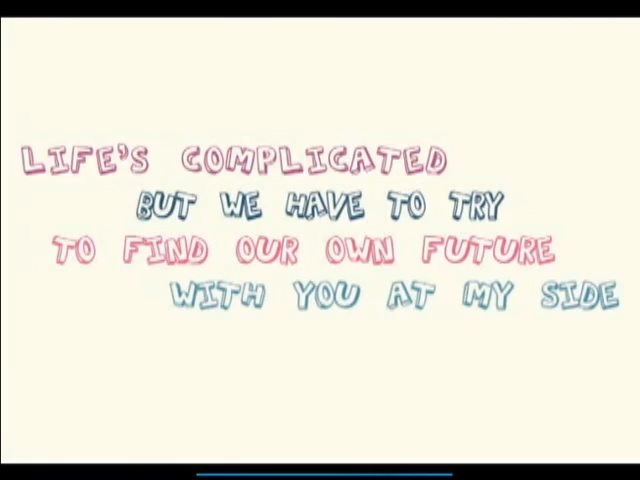 LIFE'S COMPLICATED
BUT WE HAVE TO TRY
TO FIND OUR OWN FUTURE
WITH YOU AT MY SIDE